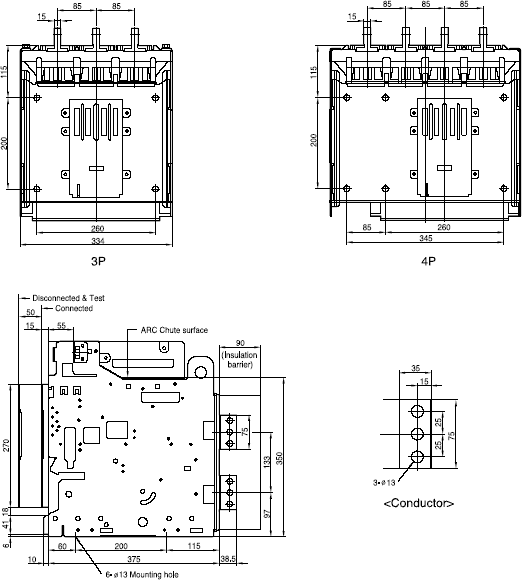 85 85
15
115
200
260
334
3P
85 85 85
15
115
200
85 260
345
4P
Disconnected & Test
Connected
50
15 55
ARC Chute surface
90
(Insulation
barrier)
270
18
41
6
75
133
97
350
60 200 115
10 375 38.5
6•ø13 Mounting hole
35
15
25
25
75
3•ø13
<Conductor>